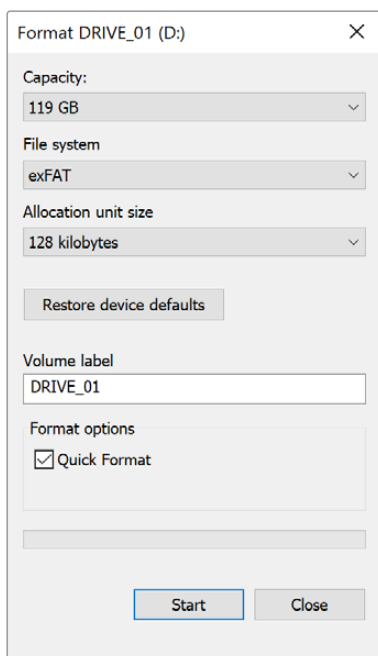 Format DRIVE_01 (D:)
Capacity:
119 GB
File system
exFAT
Allocation unit size
128 kilobytes
Restore device defaults
Volume label
DRIVE_01
Format options
Quick Format
Start
Close